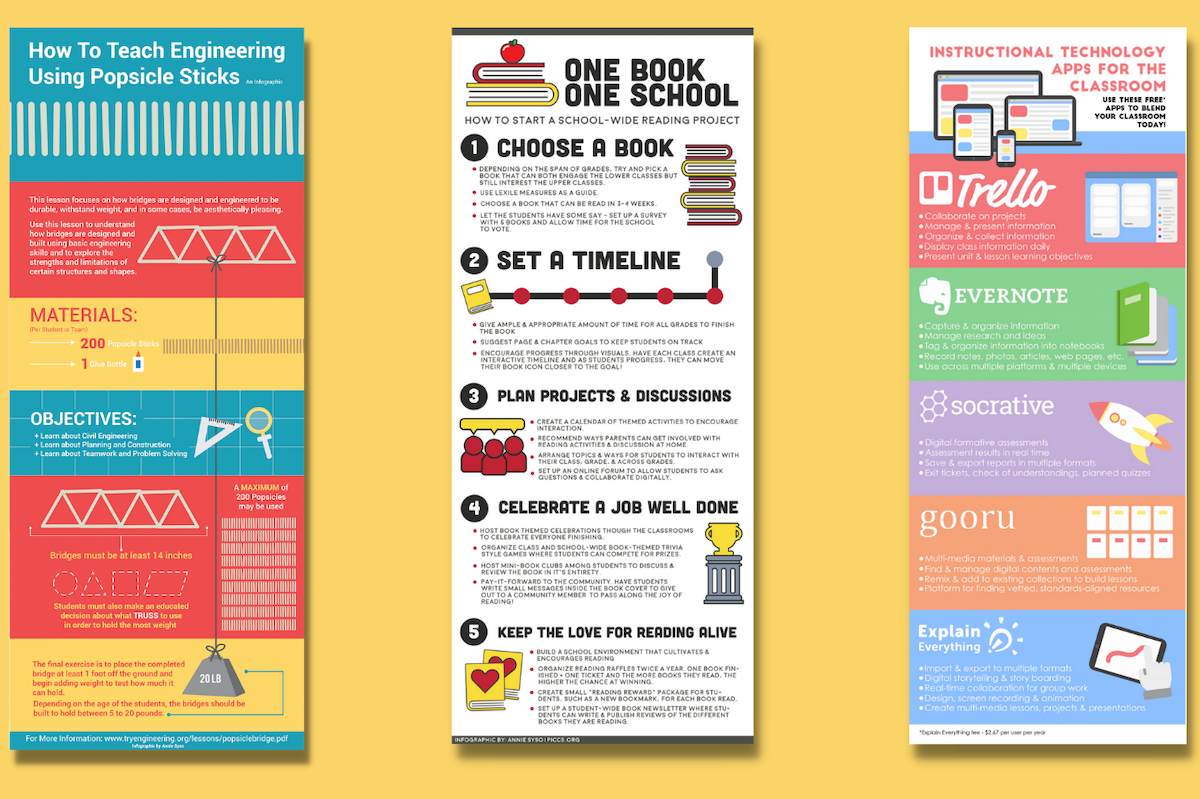 How To Teach Engineering
Using Popsicle Sticks An Infographic
This lesson focuses on how bridges are designed and engineered to be
durable, withstand weight, and in some cases, be aesthetically pleasing.
Use this lesson to understand
how bridges are designed and
built using basic engineering
skills and to explore the
strengths and limitations of
certain structures and shapes.
MATERIALS:
(Per Student or Team)
200 Popsicle Sticks
1 Glue Bottle
OBJECTIVES:
+ Learn about Civil Engineering
+ Learn about Planning and Construction
+ Learn about Teamwork and Problem Solving
A MAXIMUM of
200 Popsicles
may be used
Bridges must be at least 14 inches
Students must also make an educated
decision about what TRUSS to use
in order to hold the most weight
The final exercise is to place the completed
bridge at least 1 foot off the ground and
begin adding weight to test how much it
can hold.
Depending on the age of the students, the bridges should be
built to hold between 5 to 20 pounds.
20 LB
For More Information: www.tryengineering.org/lessons/popsiclebridge.pdf
Infographic by Annie Syso
ONE BOOK
ONE SCHOOL
HOW TO START A SCHOOL-WIDE READING PROJECT
1 CHOOSE A BOOK
• DEPENDING ON THE SPAN OF GRADES, TRY AND PICK A
BOOK THAT CAN BOTH ENGAGE THE LOWER CLASSES BUT
STILL INTEREST THE UPPER CLASSES.
• USE LEXILE MEASURES AS A GUIDE.
• CHOOSE A BOOK THAT CAN BE READ IN 3-4 WEEKS.
• LET THE STUDENTS HAVE SOME SAY - SET UP A SURVEY
WITH 5 BOOKS AND ALLOW TIME FOR THE SCHOOL
TO VOTE.
2 SET A TIMELINE
• GIVE AMPLE & APPROPRIATE AMOUNT OF TIME FOR ALL GRADES TO FINISH
THE BOOK
• SUGGEST PAGE & CHAPTER GOALS TO KEEP STUDENTS ON TRACK
• ENCOURAGE PROGRESS THROUGH VISUALS. HAVE EACH CLASS CREATE AN
INTERACTIVE TIMELINE AND AS STUDENTS PROGRESS, THEY CAN MOVE
THEIR BOOK ICON CLOSER TO THE GOAL!
3 PLAN PROJECTS & DISCUSSIONS
• CREATE A CALENDAR OF THEMED ACTIVITIES TO ENCOURAGE
INTERACTION.
• RECOMMEND WAYS PARENTS CAN GET INVOLVED WITH
READING ACTIVITIES & DISCUSSION AT HOME.
• ARRANGE TOPICS & WAYS FOR STUDENTS TO INTERACT WITH
THEIR CLASS, GRADE, & ACROSS GRADES.
• SET UP AN ONLINE FORUM TO ALLOW STUDENTS TO ASK
QUESTIONS & COLLABORATE DIGITALLY.
4 CELEBRATE A JOB WELL DONE
• HOST BOOK THEMED CELEBRATIONS THOUGH THE CLASSROOMS
TO CELEBRATE EVERYONE FINISHING.
• ORGANIZE CLASS AND SCHOOL-WIDE BOOK-THEMED TRIVIA
STYLE GAMES WHERE STUDENTS CAN COMPETE FOR PRIZES.
• HOST MINI-BOOK CLUBS AMONG STUDENTS TO DISCUSS &
REVIEW THE BOOK IN IT'S ENTIRETY.
• PAY-IT-FORWARD TO THE COMMUNITY. HAVE STUDENTS
WRITE SMALL MESSAGES INSIDE THE BOOK COVER TO GIVE
OUT TO A COMMUNITY MEMBER TO PASS ALONG THE JOY OF
READING!
5 KEEP THE LOVE FOR READING ALIVE
• BUILD A SCHOOL ENVIRONMENT THAT CULTIVATES &
ENCOURAGES READING
• ORGANIZE READING RAFFLES TWICE A YEAR. ONE BOOK FIN-
ISHED = ONE TICKET AND THE MORE BOOKS THEY READ, THE
HIGHER THE CHANCE AT WINNING.
• CREATE SMALL "READING REWARD" PACKAGE FOR STU-
DENTS, SUCH AS A NEW BOOKMARK, FOR EACH BOOK READ.
• SET UP A STUDENT-WIDE BOOK NEWSLETTER WHERE STU-
DENTS CAN WRITE & PUBLISH REVIEWS OF THE DIFFERENT
BOOKS THEY ARE READING.
INFOGRAPHIC BY: ANNIE SYSO | PICCS.ORG
INSTRUCTIONAL TECHNOLOGY
APPS FOR THE
CLASSROOM
USE THESE FREE*
APPS TO BLEND
YOUR CLASSROOM
TODAY!
Trello
• Collaborate on projects
• Manage & present information
• Organize & collect information
• Display class information daily
• Present unit & lesson learning objectives
EVERNOTE
• Capture & organize information
• Manage research and ideas
• Tag & organize information into notebooks
• Record notes, photos, articles, web pages, etc.
• Use across multiple platforms & multiple devices
socrative
• Digital formative assessments
• Assessment results in real time
• Save & export reports in multiple formats
• Exit tickets, check of understandings, planned quizzes
gooru
• Multi-media materials & assessments
• Find & manage digital contents and assessments
• Remix & add to existing collections to build lessons
• Platform for finding vetted, standards-aligned resources
Explain
Everything
• Import & export to multiple formats
• Digital storytelling & story boarding
• Real-time collaboration for group work
• Design, screen recording & animation
• Create multi-media lessons, projects & presentations
*Explain Everything fee - $2.67 per user per year